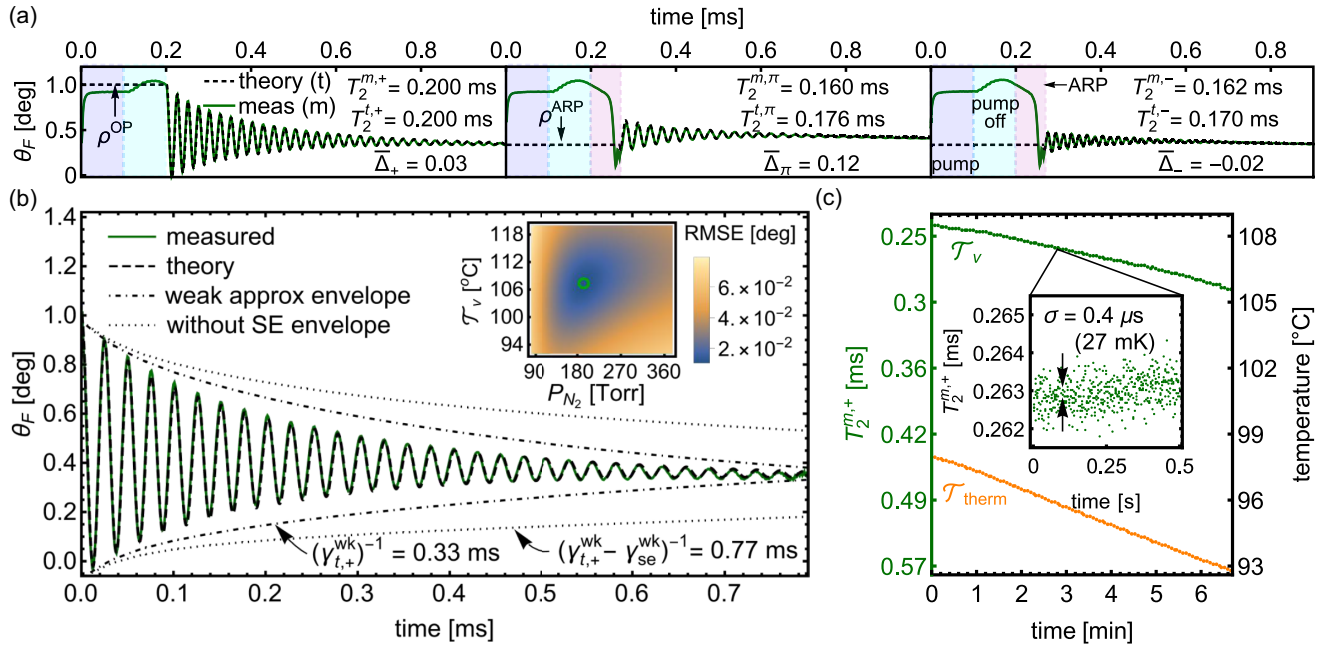 (a)
time [ms]
0.0 0.2 0.4 0.6 0.8 0.0 0.2 0.4 0.6 0.8 0.0 0.2 0.4 0.6 0.8
θ_F [deg]
1.0
0.5
0
theory (t)
meas (m)
ρ^OP
T_2^{m,+} = 0.200 ms
T_2^{t,+} = 0.200 ms
Δ̅_+ = 0.03
ρ^ARP
T_2^{m,π} = 0.160 ms
T_2^{t,π} = 0.176 ms
Δ̅_π = 0.12
pump
pump
off
ARP
T_2^{m,−} = 0.162 ms
T_2^{t,−} = 0.170 ms
Δ̅_− = −0.02
(b)
θ_F [deg]
1.4
1.2
1.0
0.8
0.6
0.4
0.2
0.0
measured
theory
weak approx envelope
without SE envelope
𝒯_v [°C]
118
112
106
100
94
90 180 270 360
P_{N_2} [Torr]
RMSE [deg]
6.×10⁻²
4.×10⁻²
2.×10⁻²
(γ_{t,+}^{wk})⁻¹ = 0.33 ms
(γ_{t,+}^{wk} − γ_{se}^{wk})⁻¹ = 0.77 ms
0.0 0.1 0.2 0.3 0.4 0.5 0.6 0.7
time [ms]
(c)
T_2^{m,+} [ms]
0.25
0.3
0.36
0.42
0.49
0.57
𝒯_v
𝒯_therm
T_2^{m,+} [ms]
0.265
0.264
0.263
0.262
σ = 0.4 μs
(27 mK)
0 0.25 0.5
time [s]
108
105
102
99
96
93
temperature [°C]
0 1 2 3 4 5 6
time [min]